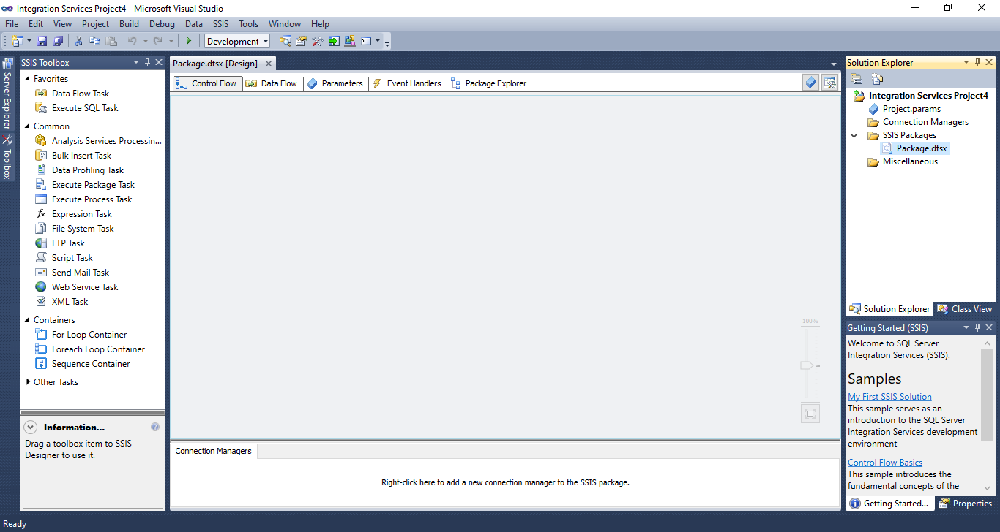 Integration Services Project4 - Microsoft Visual Studio
File Edit View Project Build Debug Data SSIS Tools Window Help
Development
Server Explorer
Toolbox
SSIS Toolbox
Favorites
Data Flow Task
Execute SQL Task
Common
Analysis Services Processin...
Bulk Insert Task
Data Profiling Task
Execute Package Task
Execute Process Task
Expression Task
File System Task
FTP Task
Script Task
Send Mail Task
Web Service Task
XML Task
Containers
For Loop Container
Foreach Loop Container
Sequence Container
Other Tasks
Information...
Drag a toolbox item to SSIS
Designer to use it.
Package.dtsx [Design]
Control Flow Data Flow Parameters Event Handlers Package Explorer
100%
Connection Managers
Right-click here to add a new connection manager to the SSIS package.
Solution Explorer
Integration Services Project4
Project.params
Connection Managers
SSIS Packages
Package.dtsx
Miscellaneous
Solution Explorer Class View
Getting Started (SSIS)
Welcome to SQL Server
Integration Services (SSIS).
Samples
My First SSIS Solution
This sample serves as an
introduction to the SQL Server
Integration Services development
environment
Control Flow Basics
This sample introduces the
fundamental concepts of the
Getting Started... Properties
Ready